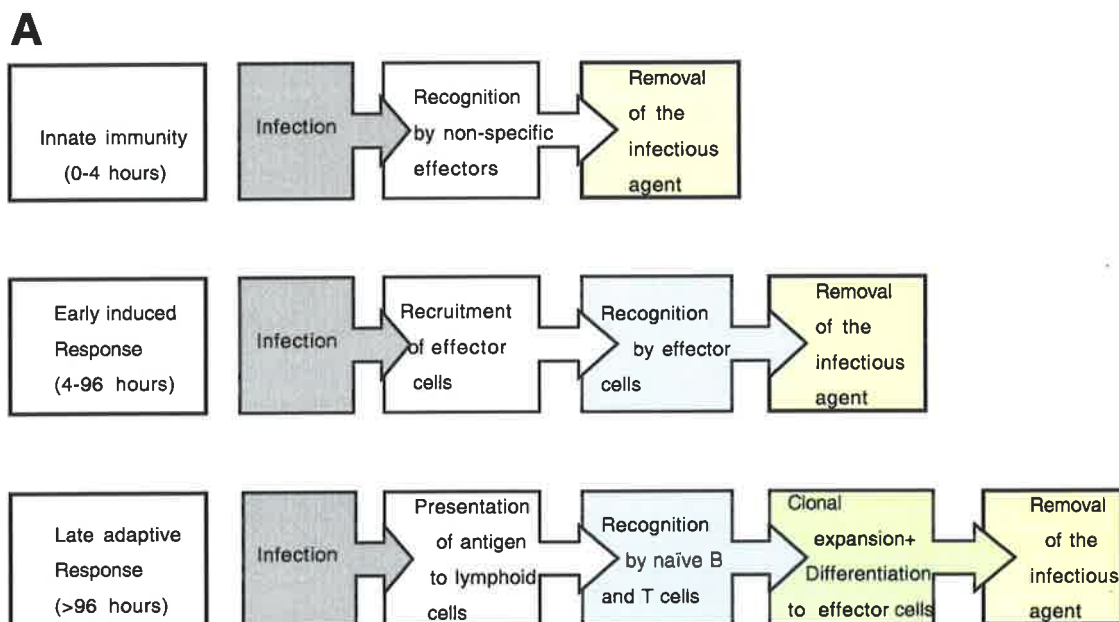 A
Innate immunity
(0-4 hours)
Infection
Recognition
by non-specific
effectors
Removal
of the
infectious
agent
Early induced
Response
(4-96 hours)
Infection
Recruitment
of effector
cells
Recognition
by effector
cells
Removal
of the
infectious
agent
Late adaptive
Response
(>96 hours)
Infection
Presentation
of antigen
to lymphoid
cells
Recognition
by naïve B
and T cells
Clonal
expansion+
Differentiation
to effector cells
Removal
of the
infectious
agent